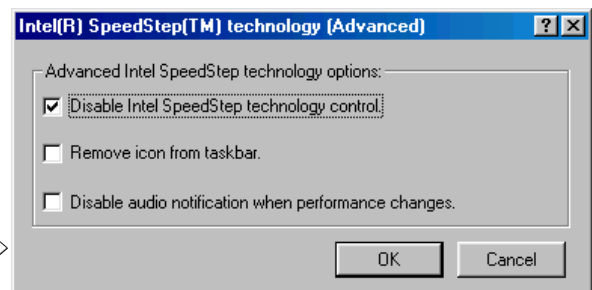 Intel(R) SpeedStep(TM) technology (Advanced)
Advanced Intel SpeedStep technology options:
Disable Intel SpeedStep technology control.
Remove icon from taskbar.
Disable audio notification when performance changes.
OK Cancel